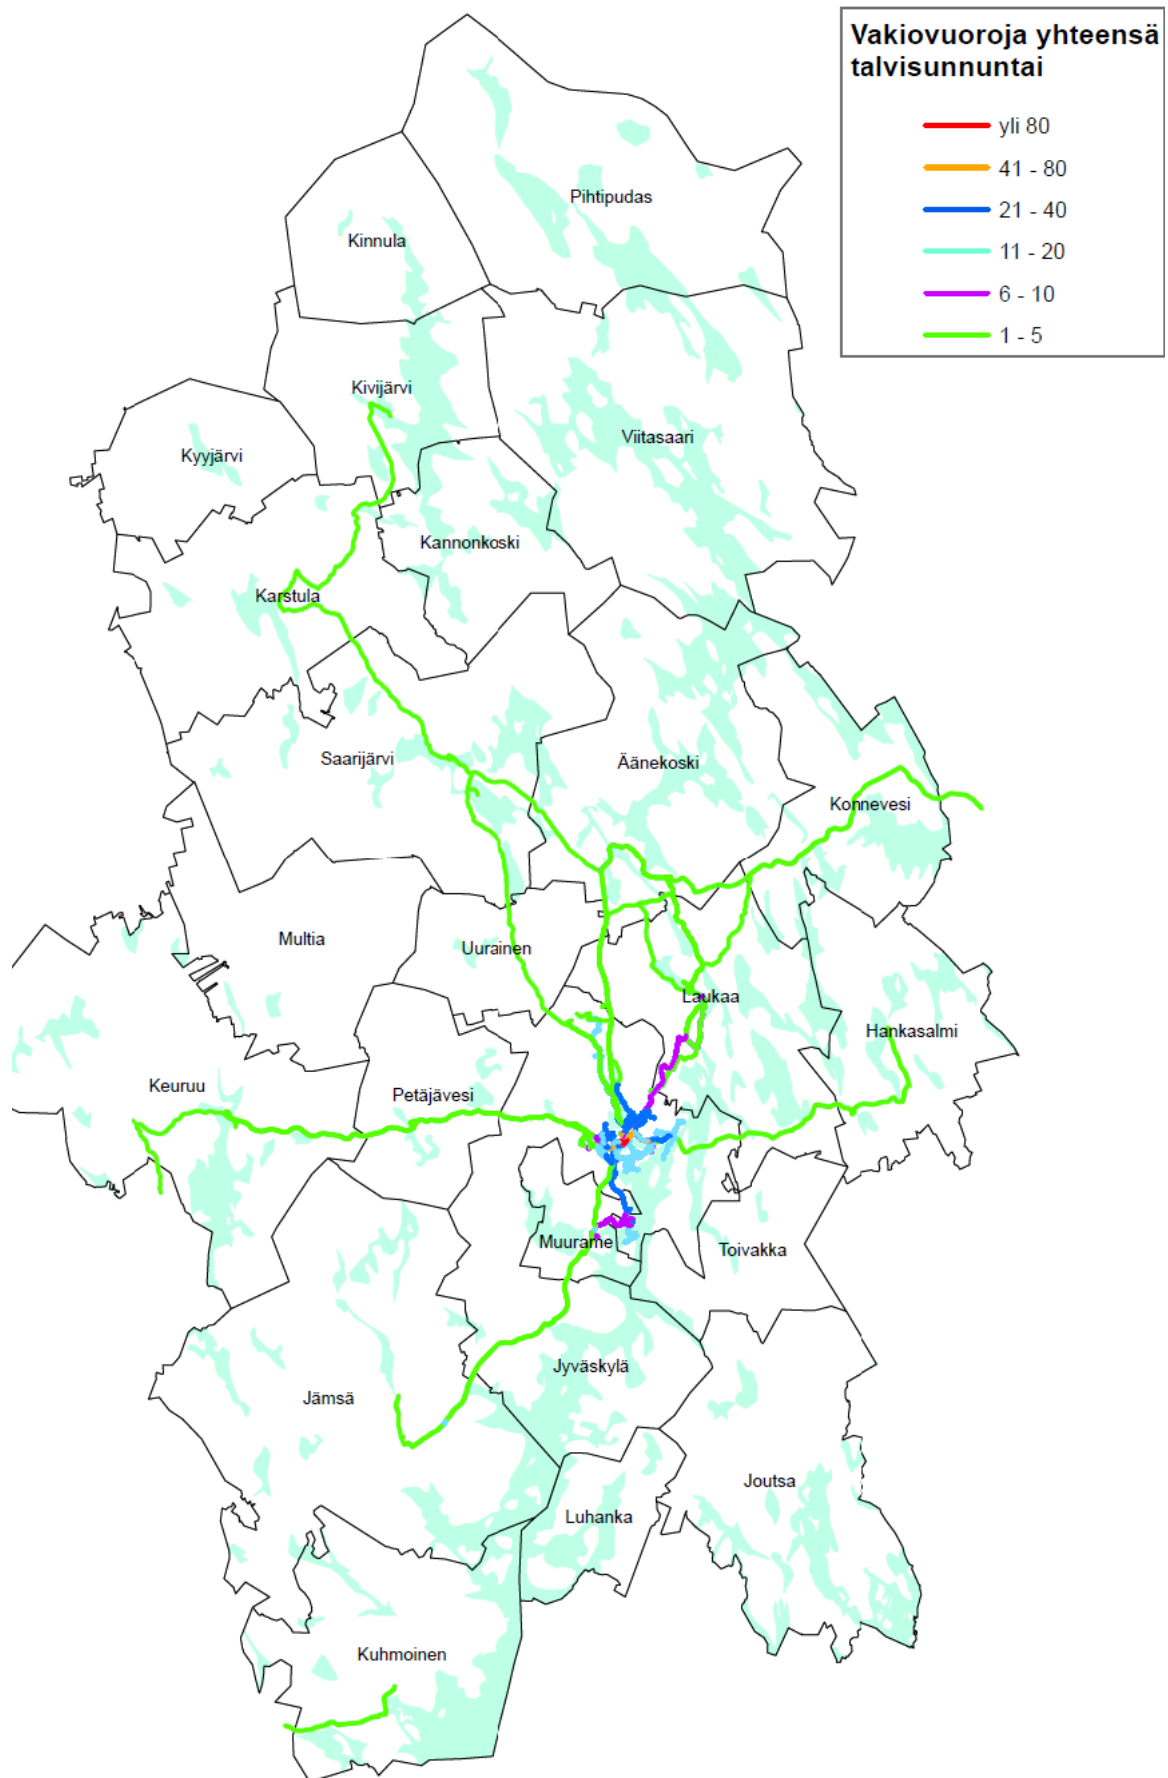 Vakiovuoroja yhteensä
talvisunnuntai
yli 80
41 - 80
21 - 40
11 - 20
6 - 10
1 - 5
Pihtipudas
Kinnula
Kivijärvi
Viitasaari
Kyyjärvi
Kannonkoski
Karstula
Saarijärvi
Äänekoski
Konnevesi
Multia
Uurainen
Laukaa
Hankasalmi
Keuruu
Petäjävesi
Muurame
Toivakka
Jyväskylä
Jämsä
Joutsa
Luhanka
Kuhmoinen